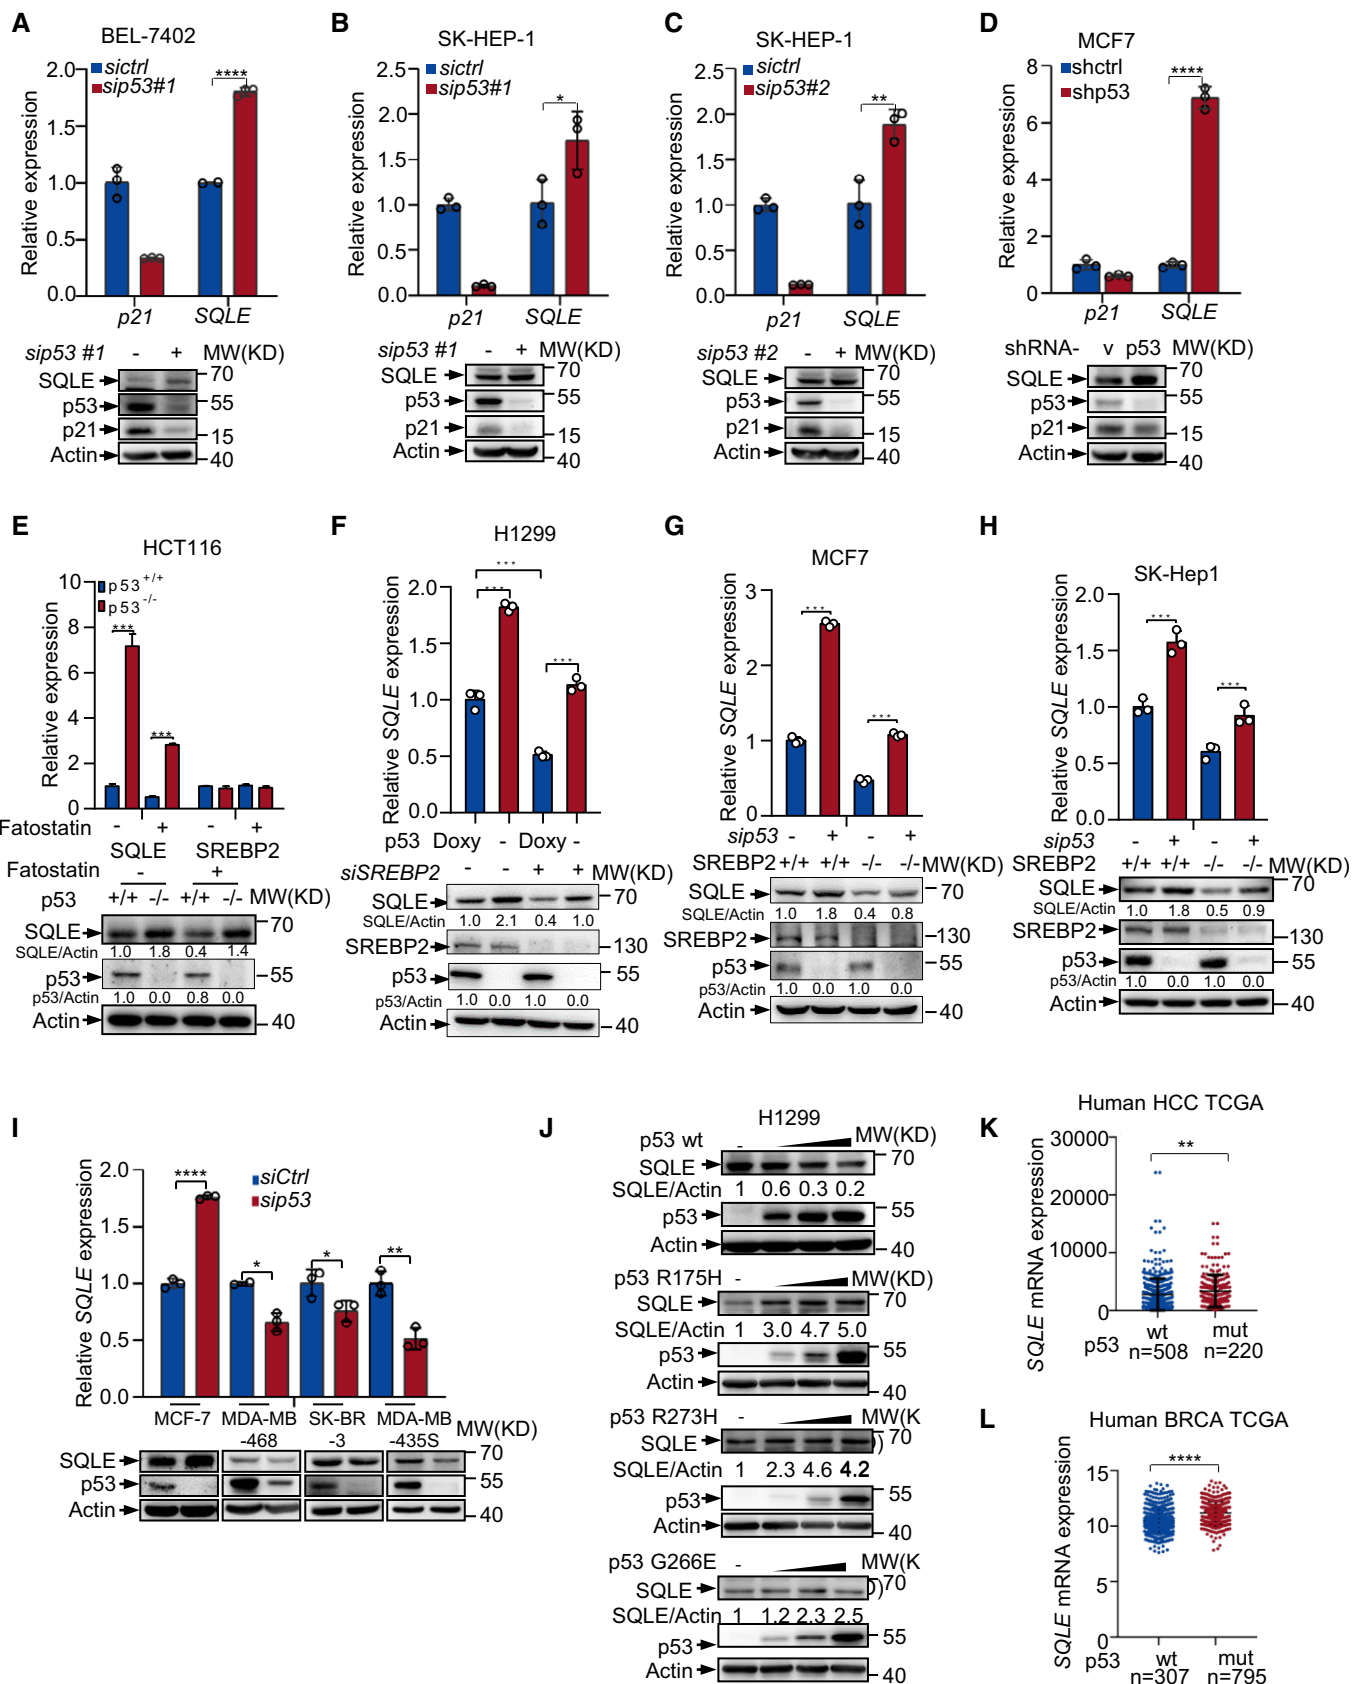 A
BEL-7402
sictrl
sip53#1
Relative expression
2.0
1.5
1.0
0.5
0.0
****
p21 SQLE
sip53 #1 - + MW(KD)
SQLE 70
p53 55
p21 15
Actin 40
B
SK-HEP-1
sictrl
sip53#1
Relative expression
2.5
2.0
1.5
1.0
0.5
0.0
*
p21 SQLE
sip53 #1 - + MW(KD)
SQLE 70
p53 55
p21 15
Actin 40
C
SK-HEP-1
sictrl
sip53#2
Relative expression
2.5
2.0
1.5
1.0
0.5
0.0
**
p21 SQLE
sip53 #2 - + MW(KD)
SQLE 70
p53 55
p21 15
Actin 40
D
MCF7
shctrl
shp53
Relative expression
8
6
4
2
0
****
p21 SQLE
shRNA- v p53 MW(KD)
SQLE 70
p53 55
p21 15
Actin 40
E
HCT116
p53 +/+
p53 -/-
Relative expression
10
8
6
4
2
0
*** ***
Fatostatin - + - +
SQLE SREBP2
Fatostatin - +
p53 +/+ -/- +/+ -/- MW(KD)
SQLE 70
SQLE/Actin 1.0 1.8 0.4 1.4
p53 55
p53/Actin 1.0 0.0 0.8 0.0
Actin 40
F
H1299
Relative SQLE expression
2.0
1.5
1.0
0.5
0.0
***
*** ***
p53 Doxy - Doxy -
siSREBP2 - - + + MW(KD)
SQLE 70
SQLE/Actin 1.0 2.1 0.4 1.0
SREBP2 130
p53 55
p53/Actin 1.0 0.0 1.0 0.0
Actin 40
G
MCF7
Relative SQLE expression
3
2
1
0
*** ***
sip53 - + - +
SREBP2 +/+ +/+ -/- -/- MW(KD)
SQLE 70
SQLE/Actin 1.0 1.8 0.4 0.8
SREBP2 130
p53 55
p53/Actin 1.0 0.0 1.0 0.0
Actin 40
H
SK-Hep1
Relative SQLE expression
2.0
1.5
1.0
0.5
0.0
*** ***
sip53 - + - +
SREBP2 +/+ +/+ -/- -/- MW(KD)
SQLE 70
SQLE/Actin 1.0 1.8 0.5 0.9
SREBP2 130
p53 55
p53/Actin 1.0 0.0 1.0 0.0
Actin 40
I
siCtrl
sip53
Relative SQLE expression
2.0
1.5
1.0
0.5
0.0
**** * * **
MCF-7 MDA-MB SK-BR MDA-MB MW(KD)
-468 -3 -435S
SQLE 70
p53 55
Actin 40
J
H1299
p53 wt - MW(KD)
SQLE 70
SQLE/Actin 1 0.6 0.3 0.2
p53 55
Actin 40
p53 R175H - MW(KD)
SQLE 70
SQLE/Actin 1 3.0 4.7 5.0
p53 55
Actin 40
p53 R273H - MW(K
SQLE )70
SQLE/Actin 1 2.3 4.6 4.2
p53 55
Actin 40
p53 G266E - MW(K
SQLE D)70
SQLE/Actin 1 1.2 2.3 2.5
p53 55
Actin 40
K
Human HCC TCGA
SQLE mRNA expression
30000
20000
10000
0
**
p53 wt mut
n=508 n=220
L
Human BRCA TCGA
SQLE mRNA expression
15
10
5
0
****
p53 wt mut
n=307 n=795